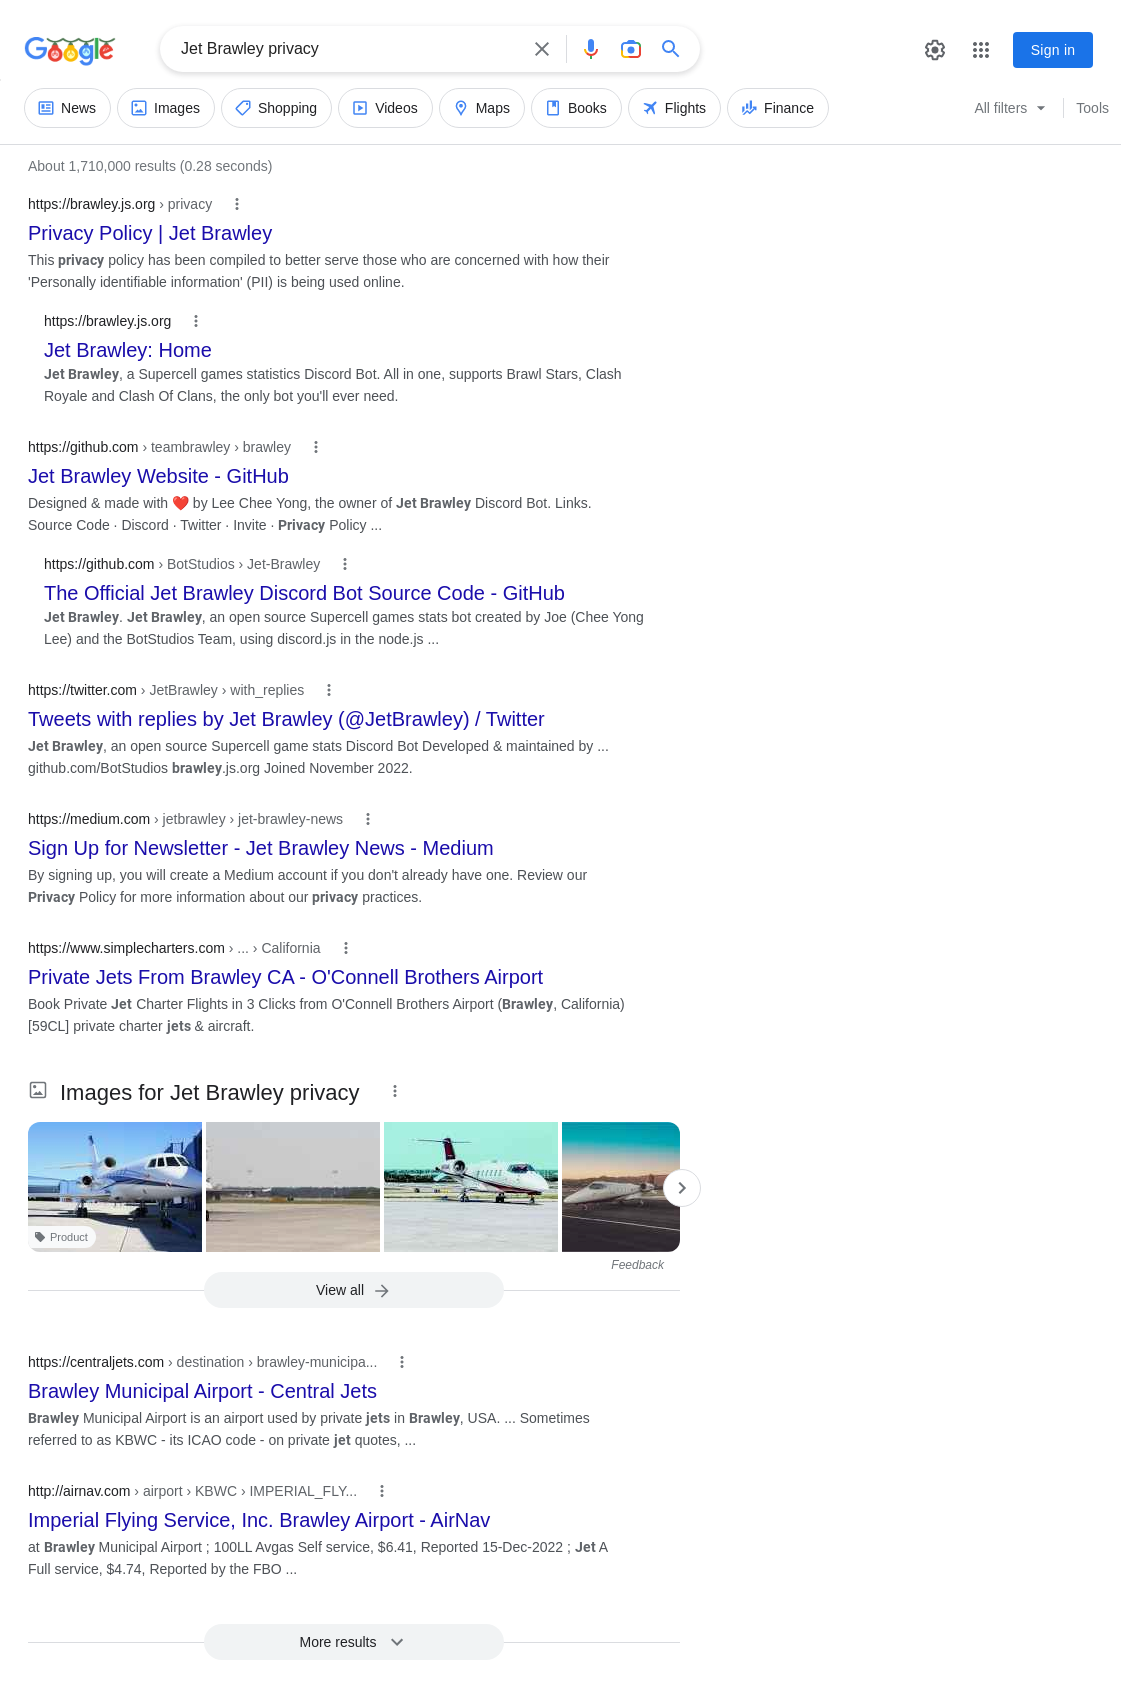 Google
Jet Brawley privacy
Sign in
News
Images
Shopping
Videos
Maps
Books
Flights
Finance
All filters
Tools
About 1,710,000 results (0.28 seconds)
https://brawley.js.org › privacy
Privacy Policy | Jet Brawley
This privacy policy has been compiled to better serve those who are concerned with how their
'Personally identifiable information' (PII) is being used online.
https://brawley.js.org
Jet Brawley: Home
Jet Brawley, a Supercell games statistics Discord Bot. All in one, supports Brawl Stars, Clash
Royale and Clash Of Clans, the only bot you'll ever need.
https://github.com › teambrawley › brawley
Jet Brawley Website - GitHub
Designed & made with ❤️ by Lee Chee Yong, the owner of Jet Brawley Discord Bot. Links.
Source Code · Discord · Twitter · Invite · Privacy Policy ...
https://github.com › BotStudios › Jet-Brawley
The Official Jet Brawley Discord Bot Source Code - GitHub
Jet Brawley. Jet Brawley, an open source Supercell games stats bot created by Joe (Chee Yong
Lee) and the BotStudios Team, using discord.js in the node.js ...
https://twitter.com › JetBrawley › with_replies
Tweets with replies by Jet Brawley (@JetBrawley) / Twitter
Jet Brawley, an open source Supercell game stats Discord Bot Developed & maintained by ...
github.com/BotStudios brawley.js.org Joined November 2022.
https://medium.com › jetbrawley › jet-brawley-news
Sign Up for Newsletter - Jet Brawley News - Medium
By signing up, you will create a Medium account if you don't already have one. Review our
Privacy Policy for more information about our privacy practices.
https://www.simplecharters.com › ... › California
Private Jets From Brawley CA - O'Connell Brothers Airport
Book Private Jet Charter Flights in 3 Clicks from O'Connell Brothers Airport (Brawley, California)
[59CL] private charter jets & aircraft.
Images for Jet Brawley privacy
Product
Feedback
View all
https://centraljets.com › destination › brawley-municipa...
Brawley Municipal Airport - Central Jets
Brawley Municipal Airport is an airport used by private jets in Brawley, USA. ... Sometimes
referred to as KBWC - its ICAO code - on private jet quotes, ...
http://airnav.com › airport › KBWC › IMPERIAL_FLY...
Imperial Flying Service, Inc. Brawley Airport - AirNav
at Brawley Municipal Airport ; 100LL Avgas Self service, $6.41, Reported 15-Dec-2022 ; Jet A
Full service, $4.74, Reported by the FBO ...
More results